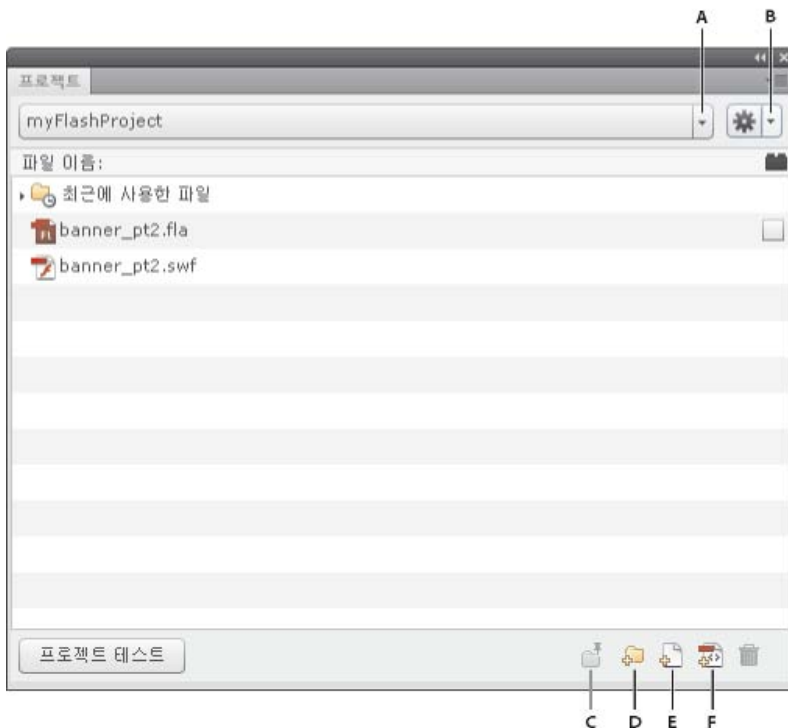 A B
프로젝트
myFlashProject
파일 이름:
최근에 사용한 파일
banner_pt2.fla
banner_pt2.swf
프로젝트 테스트
C D E F